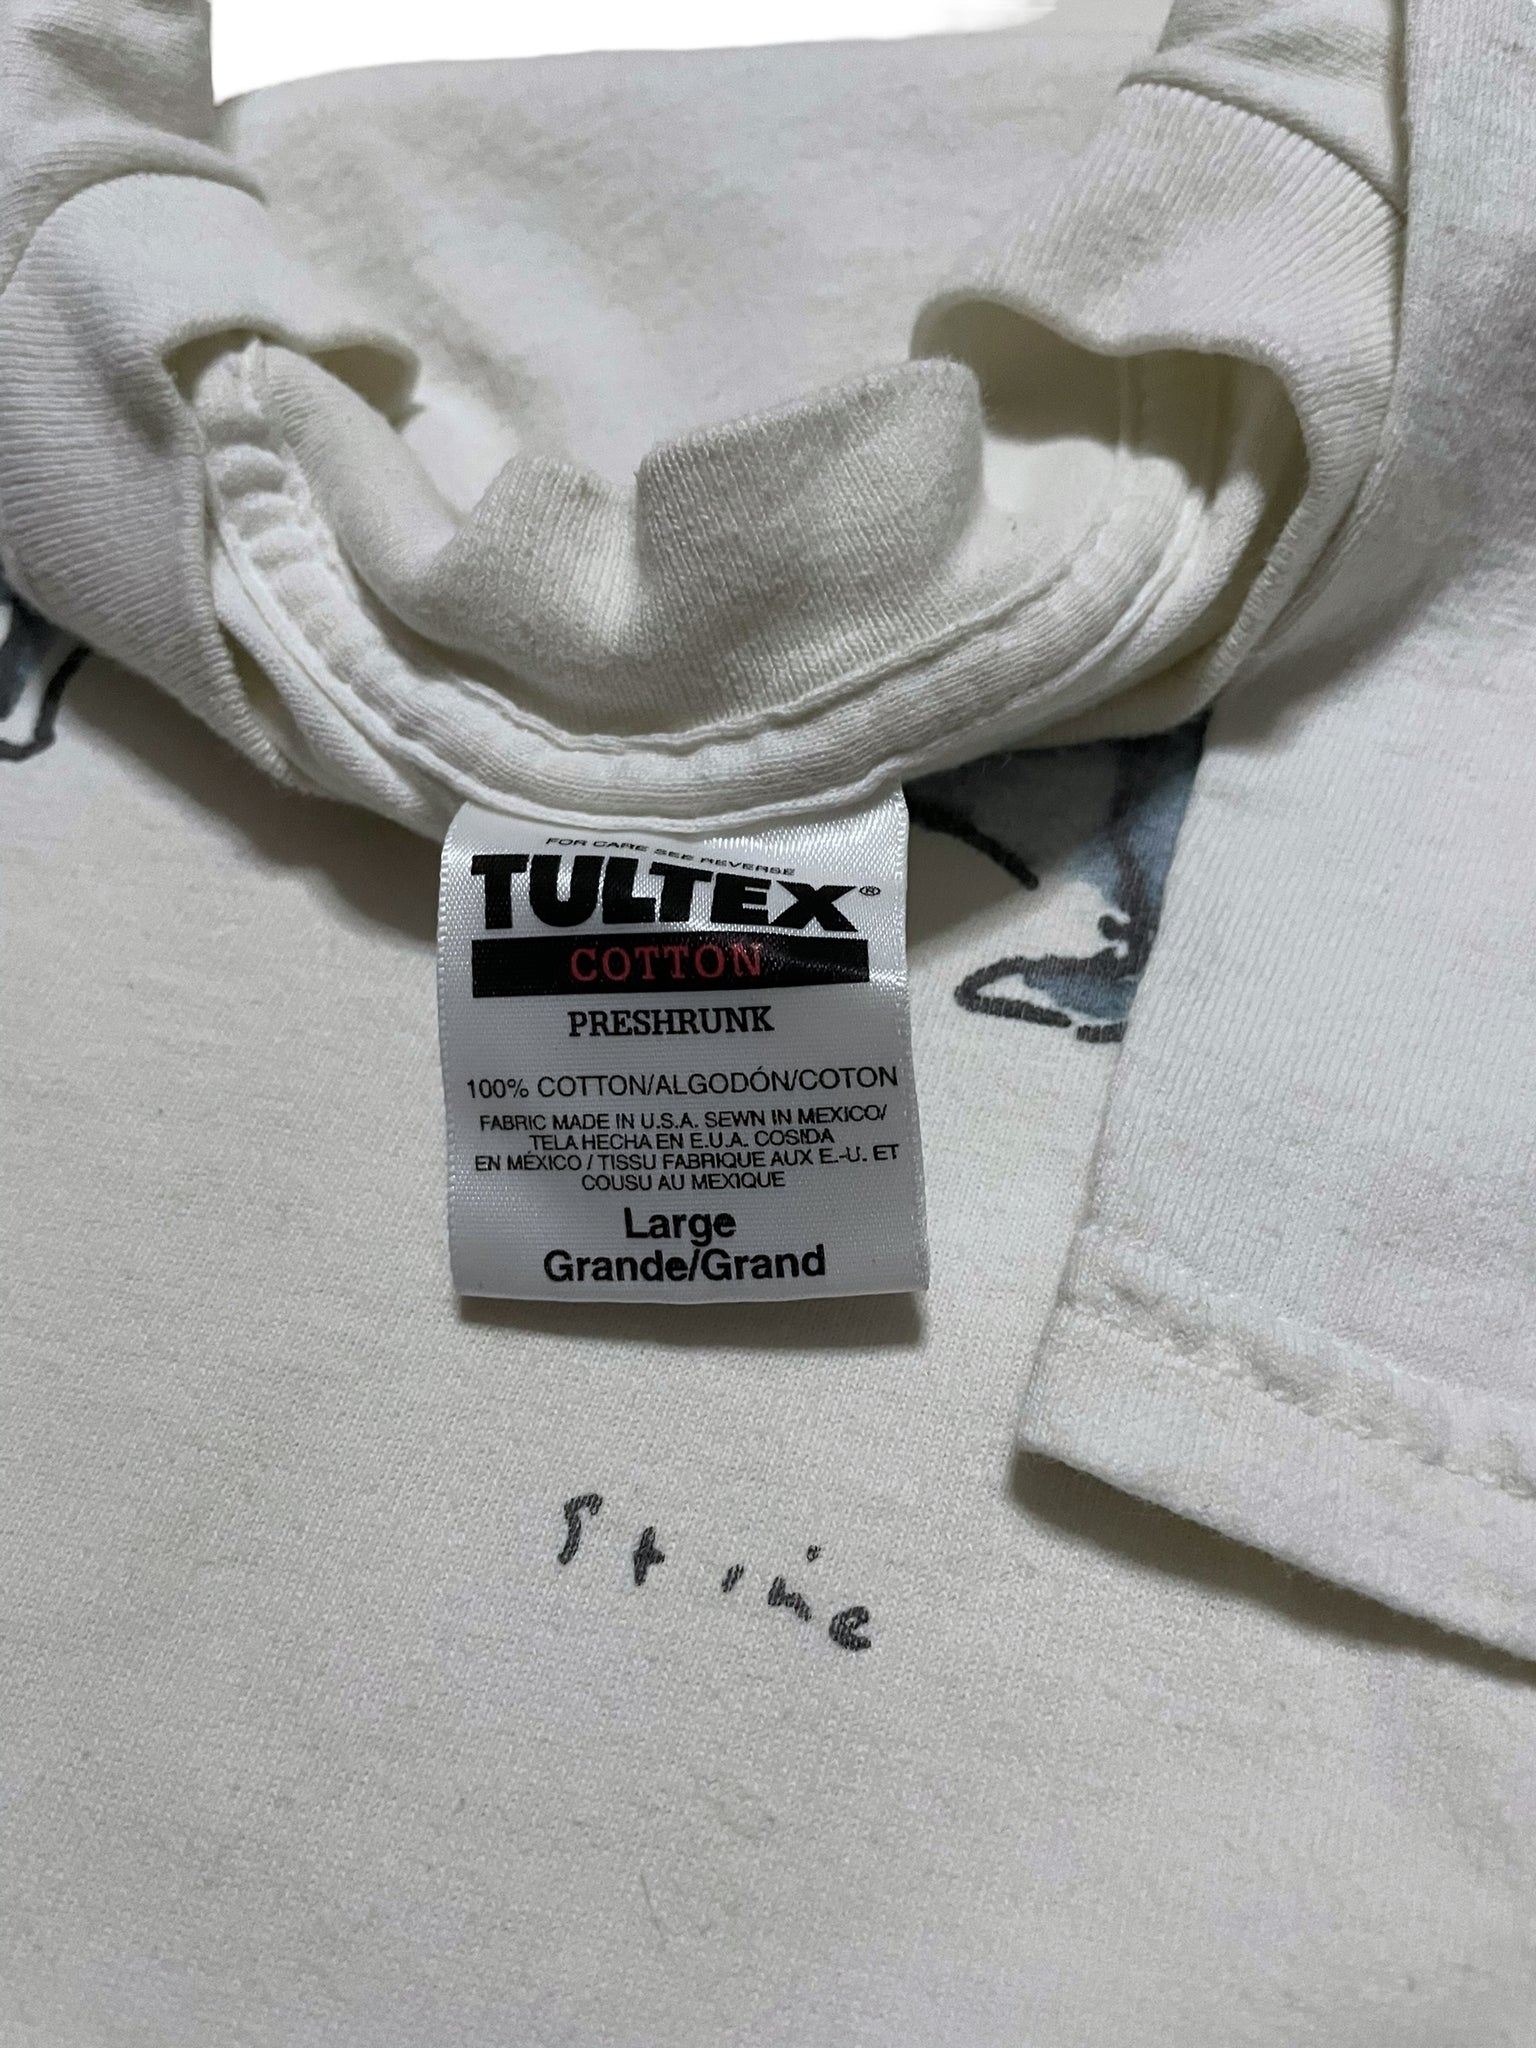 FOR CARE SEE REVERSE
TULTEX®
COTTON
PRESHRUNK
100% COTTON/ALGODÓN/COTON
FABRIC MADE IN U.S.A. SEWN IN MEXICO/
TELA HECHA EN E.U.A. COSIDA
EN MÉXICO / TISSU FABRIQUE AUX E.-U. ET
COUSU AU MEXIQUE
Large
Grande/Grand